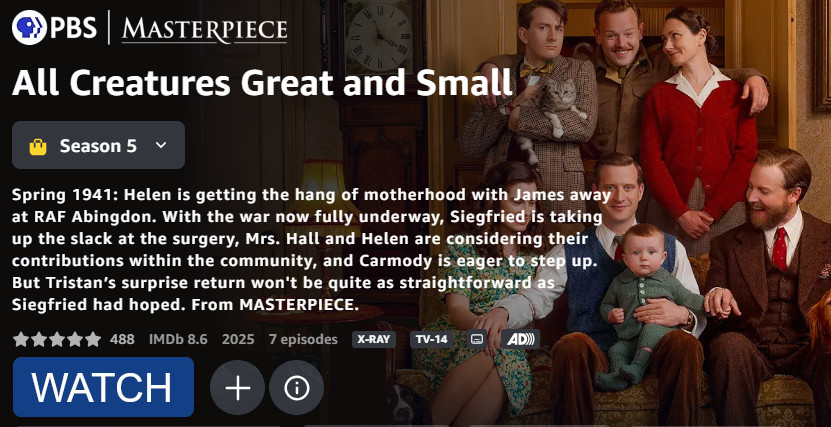 PBS | MASTERPIECE
All Creatures Great and Small
Season 5
Spring 1941: Helen is getting the hang of motherhood with James away
at RAF Abingdon. With the war now fully underway, Siegfried is taking
up the slack at the surgery, Mrs. Hall and Helen are considering their
contributions within the community, and Carmody is eager to step up.
But Tristan’s surprise return won't be quite as straightforward as
Siegfried had hoped. From MASTERPIECE.
488 IMDb 8.6 2025 7 episodes X-RAY TV-14 AD)))
WATCH